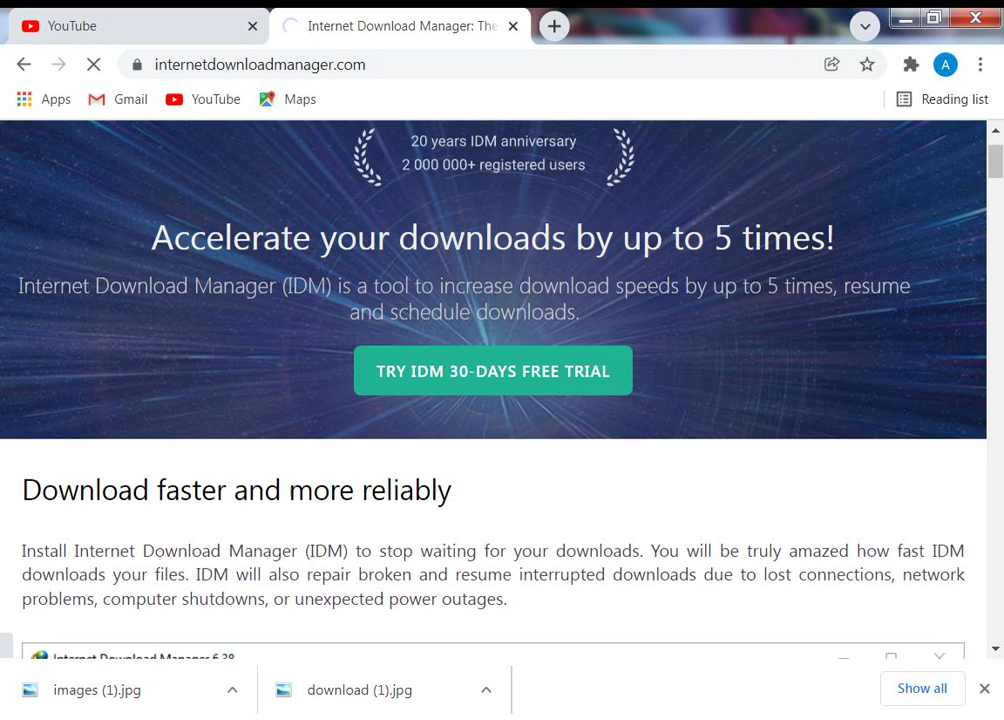 YouTube
Internet Download Manager: The
internetdownloadmanager.com
A
Apps
Gmail
YouTube
Maps
Reading list
20 years IDM anniversary
2 000 000+ registered users
Accelerate your downloads by up to 5 times!
Internet Download Manager (IDM) is a tool to increase download speeds by up to 5 times, resume
and schedule downloads.
TRY IDM 30-DAYS FREE TRIAL
Download faster and more reliably
Install Internet Download Manager (IDM) to stop waiting for your downloads. You will be truly amazed how fast IDM
downloads your files. IDM will also repair broken and resume interrupted downloads due to lost connections, network
problems, computer shutdowns, or unexpected power outages.
Internet Download Manager 6.38
images (1).jpg
download (1).jpg
Show all